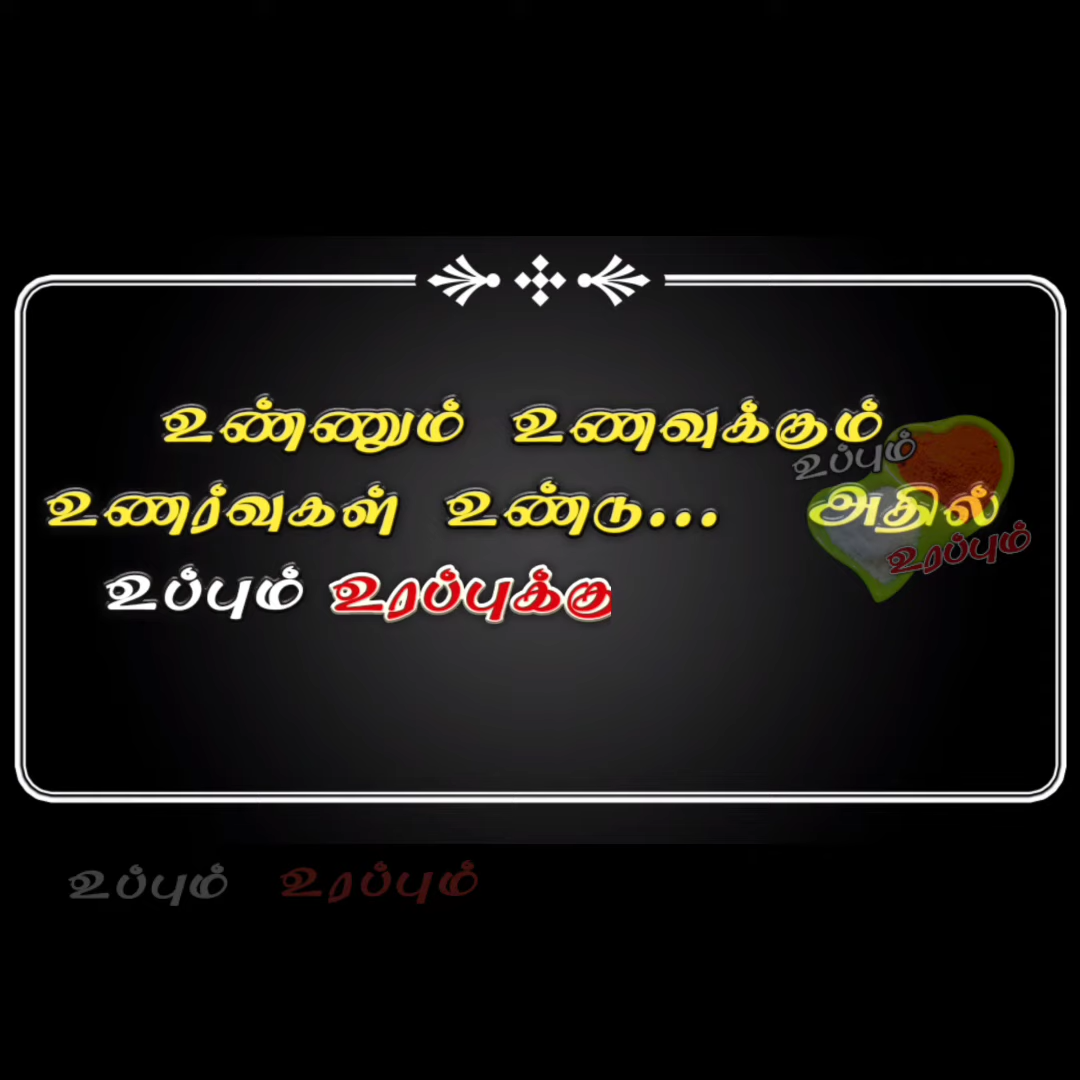 உண்ணும் உணவுக்கும்
உணர்வுகள் உண்டு... அதில்
உப்பும் உரப்புக்கு
உப்பும்
உரப்பும்
உப்பும் உரப்பும்